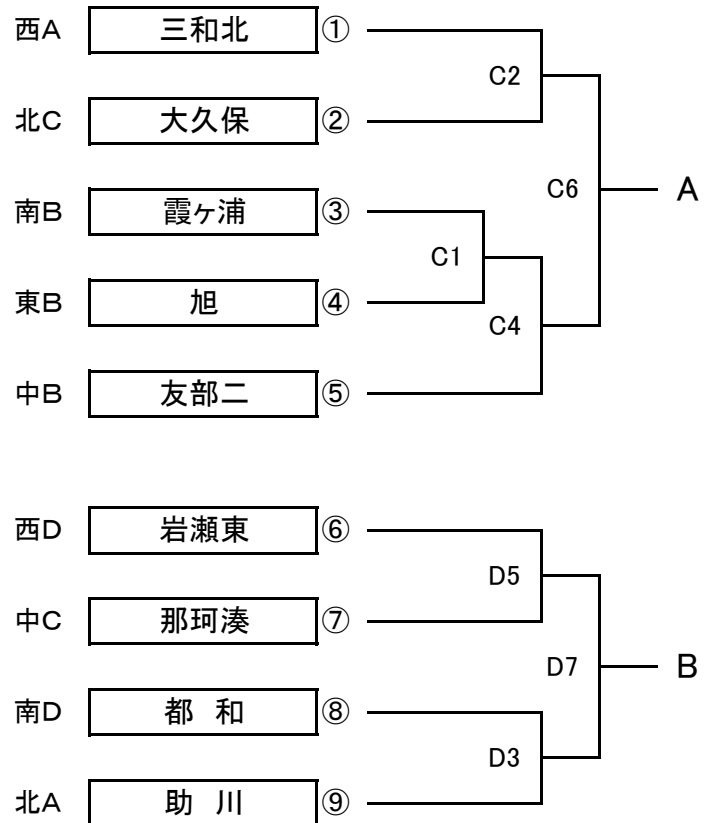 西A 三和北 ①
C2
北C 大久保 ②
C6 A
南B 霞ヶ浦 ③
C1
東B 旭 ④
C4
中B 友部二 ⑤
西D 岩瀬東 ⑥
D5
中C 那珂湊 ⑦
D7 B
南D 都 和 ⑧
D3
北A 助 川 ⑨